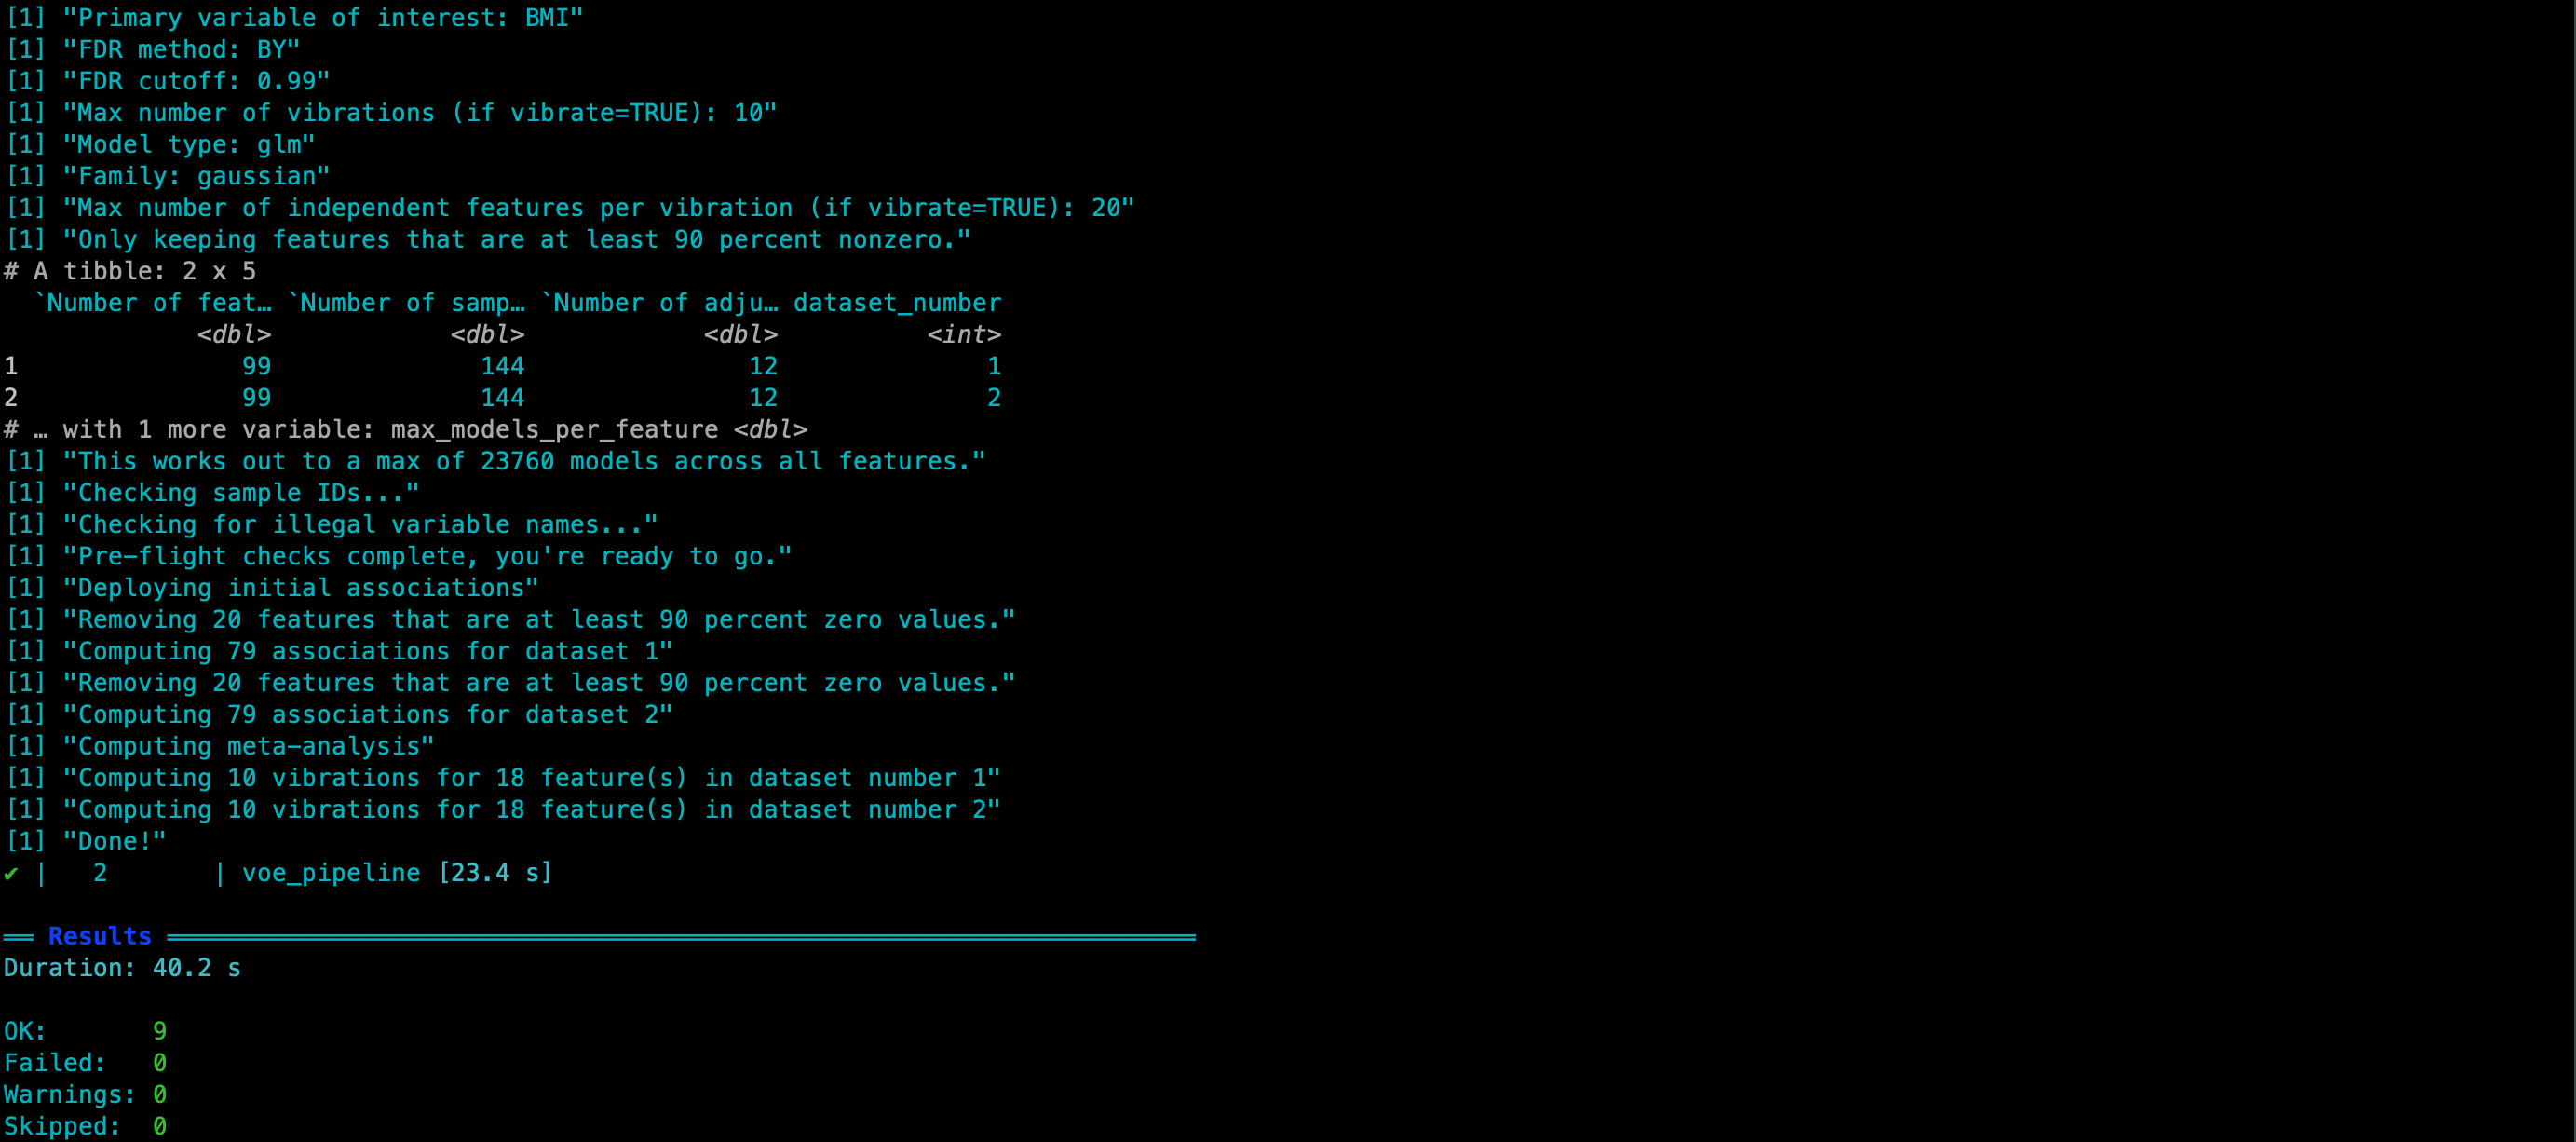 [1] "Primary variable of interest: BMI"
[1] "FDR method: BY"
[1] "FDR cutoff: 0.99"
[1] "Max number of vibrations (if vibrate=TRUE): 10"
[1] "Model type: glm"
[1] "Family: gaussian"
[1] "Max number of independent features per vibration (if vibrate=TRUE): 20"
[1] "Only keeping features that are at least 90 percent nonzero."
# A tibble: 2 x 5
  `Number of feat… `Number of samp… `Number of adju… dataset_number
             <dbl>            <dbl>            <dbl>          <int>
1               99              144               12              1
2               99              144               12              2
# … with 1 more variable: max_models_per_feature <dbl>
[1] "This works out to a max of 23760 models across all features."
[1] "Checking sample IDs..."
[1] "Checking for illegal variable names..."
[1] "Pre-flight checks complete, you're ready to go."
[1] "Deploying initial associations"
[1] "Removing 20 features that are at least 90 percent zero values."
[1] "Computing 79 associations for dataset 1"
[1] "Removing 20 features that are at least 90 percent zero values."
[1] "Computing 79 associations for dataset 2"
[1] "Computing meta-analysis"
[1] "Computing 10 vibrations for 18 feature(s) in dataset number 1"
[1] "Computing 10 vibrations for 18 feature(s) in dataset number 2"
[1] "Done!"
✔ |   2       | voe_pipeline [23.4 s]
══ Results ═════════════════════════════════════════════════════════════════════
Duration: 40.2 s
OK:       9
Failed:   0
Warnings: 0
Skipped:  0